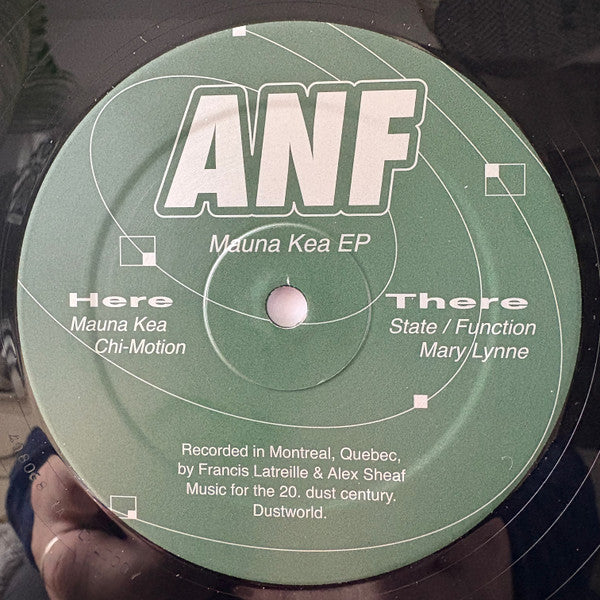 ANF
Mauna Kea EP
Here
Mauna Kea
Chi-Motion
There
State / Function
Mary Lynne
Recorded in Montreal, Quebec,
by Francis Latreille & Alex Sheaf
Music for the 20. dust century.
Dustworld.